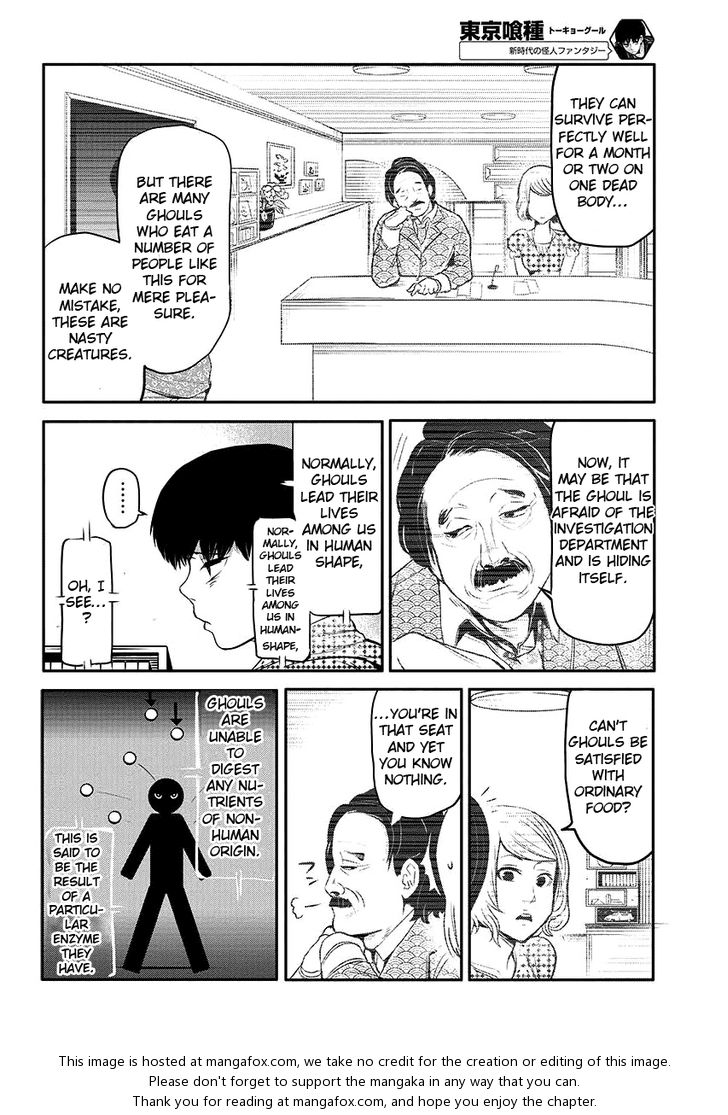 東京喰種
トーキョーグール
新時代の怪人ファンタジー
THEY CAN
SURVIVE PER-
FECTLY WELL
FOR A MONTH
OR TWO ON
ONE DEAD
BODY...
BUT THERE
ARE MANY
GHOULS
WHO EAT A
NUMBER OF
PEOPLE LIKE
THIS FOR
MERE PLEA-
SURE.
MAKE NO
MISTAKE,
THESE ARE
NASTY
CREATURES.
NOW, IT
MAY BE THAT
THE GHOUL IS
AFRAID OF THE
INVESTIGATION
DEPARTMENT
AND IS HIDING
ITSELF.
NORMALLY,
GHOULS
LEAD THEIR
LIVES
AMONG US
IN HUMAN
SHAPE,
NOR-
MALLY,
GHOULS
LEAD
THEIR
LIVES
AMONG
US IN
HUMAN-
SHAPE,
......
OH, I
SEE...
?
CAN'T
GHOULS BE
SATISFIED
WITH
ORDINARY
FOOD?
...YOU'RE IN
THAT SEAT
AND YET
YOU KNOW
NOTHING.
GHOULS
ARE
UNABLE
TO
DIGEST
ANY NU-
TRIENTS
OF NON-
HUMAN
ORIGIN.
THIS IS
SAID TO
BE THE
RESULT
OF A
PARTICU-
LAR
ENZYME
THEY
HAVE.
This image is hosted at mangafox.com, we take no credit for the creation or editing of this image.
Please don't forget to support the mangaka in any way that you can.
Thank you for reading at mangafox.com, and hope you enjoy the chapter.